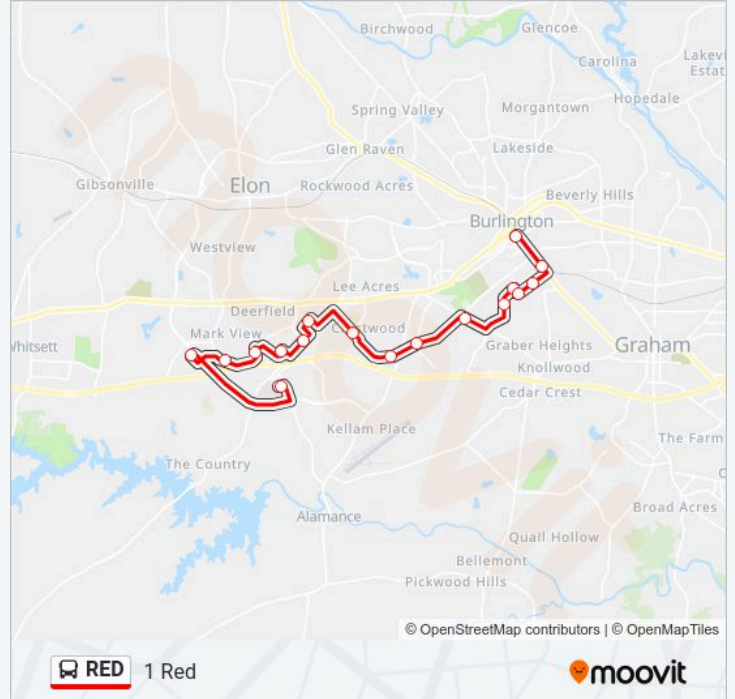 Birchwood
Glencoe
Carolina
Lakevi
Estat
Hopedale
Spring Valley
Morgantown
Glen Raven
Lakeside
Gibsonville
Elon
Rockwood Acres
Beverly Hills
Burlington
Westview
Lee Acres
Deerfield
Mark View
Crestwood
Whitsett
Graber Heights
Graham
Knollwood
Cedar Crest
Kellam Place
The Country
The Farm
Alamance
Broad Acres
Quail Hollow
Bellemont
Pickwood Hills
© OpenStreetMap contributors | © OpenMapTiles
RED 1 Red
moovit